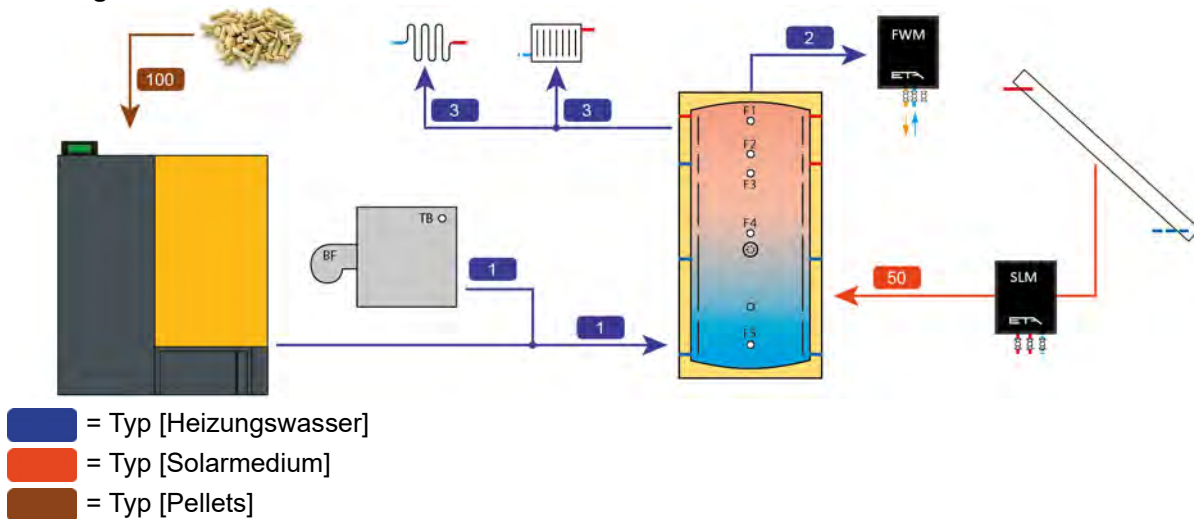 100
3
3
2
FWM
ETA
F1
F2
F3
F4
F5
TB
BF
1
1
50
SLM
ETA
= Typ [Heizungswasser]
= Typ [Solarmedium]
= Typ [Pellets]